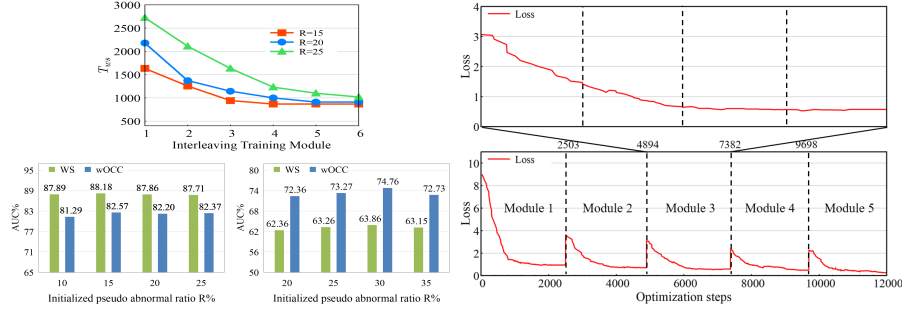 3000
2500
2000
1500
1000
500
T_ws
R=15
R=20
R=25
1 2 3 4 5 6
Interleaving Training Module
95
89
83
77
71
65
AUC%
WS wOCC
87.89 88.18 87.86 87.71
81.29 82.57 82.20 82.37
10 15 20 25
Initialized pseudo abnormal ratio R%
80
74
68
62
56
50
AUC%
WS wOCC
72.36 73.27 74.76 72.73
62.36 63.26 63.86 63.15
20 25 30 35
Initialized pseudo abnormal ratio R%
4
3
2
1
0
Loss
Loss
2503 4894 7382 9698
10
8
6
4
2
0
Loss
Loss
Module 1 Module 2 Module 3 Module 4 Module 5
0 2000 4000 6000 8000 10000 12000
Optimization steps